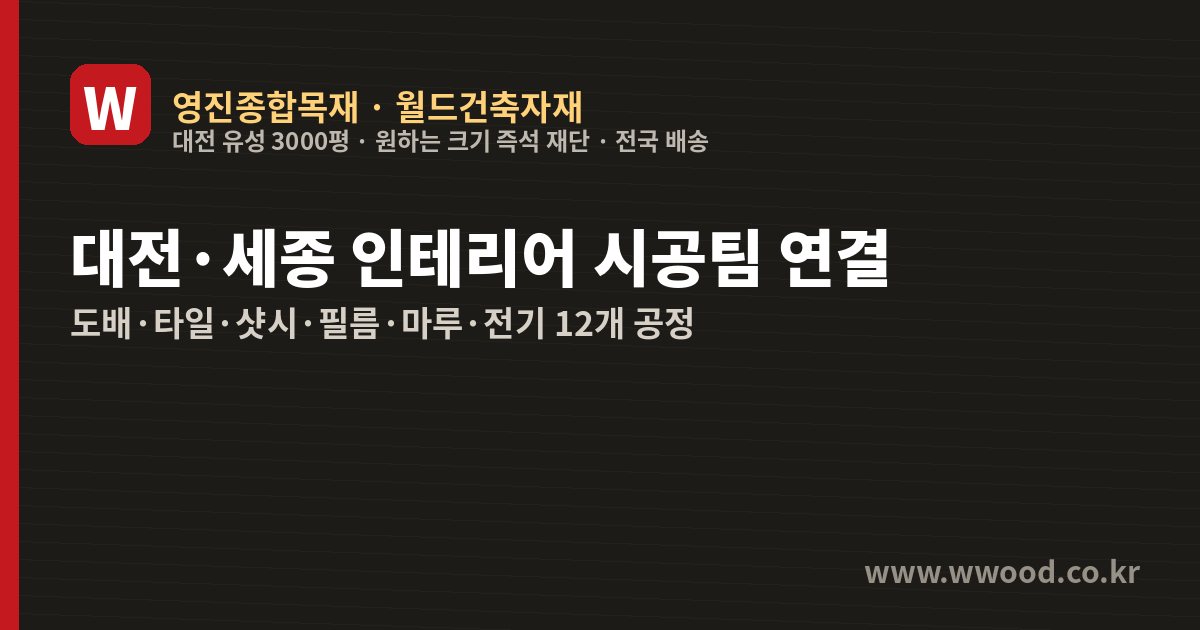 W
영진종합목재 · 월드건축자재
대전 유성 3000평 · 원하는 크기 즉석 재단 · 전국 배송
대전·세종 인테리어 시공팀 연결
도배·타일·샷시·필름·마루·전기 12개 공정
www.wwood.co.kr